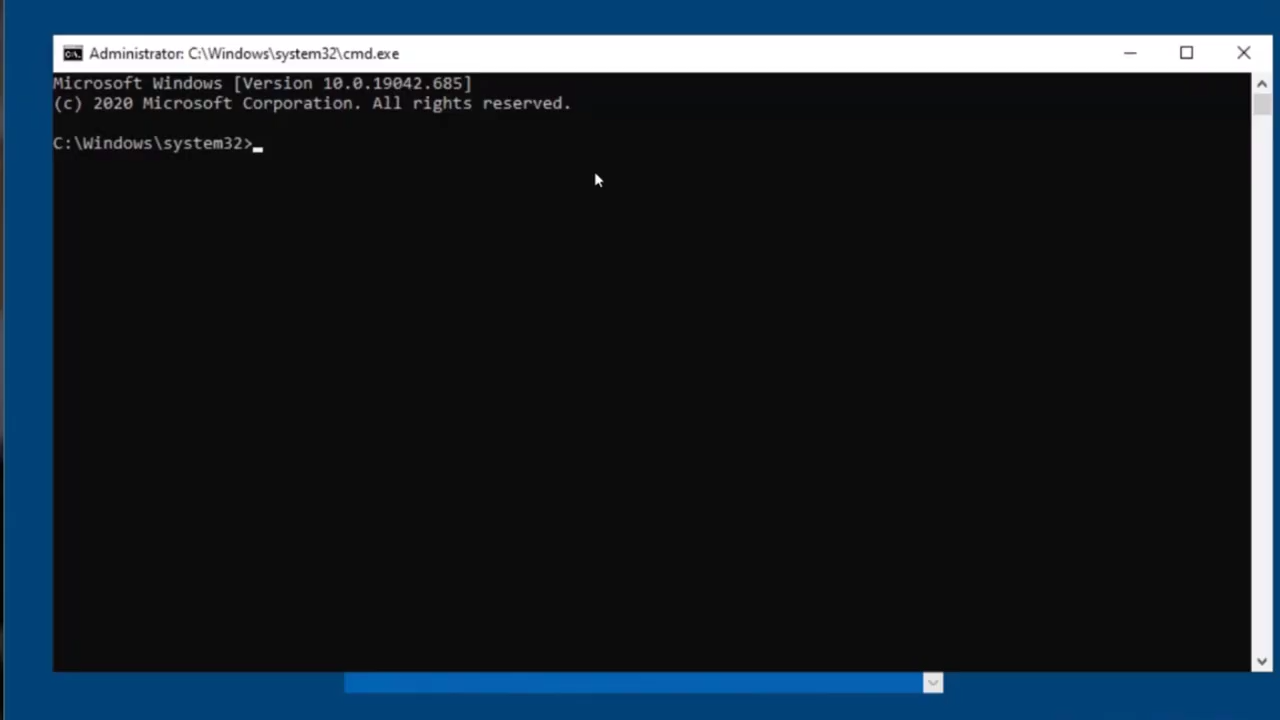 Administrator: C:\Windows\system32\cmd.exe
Microsoft Windows [Version 10.0.19042.685]
(c) 2020 Microsoft Corporation. All rights reserved.
C:\Windows\system32>